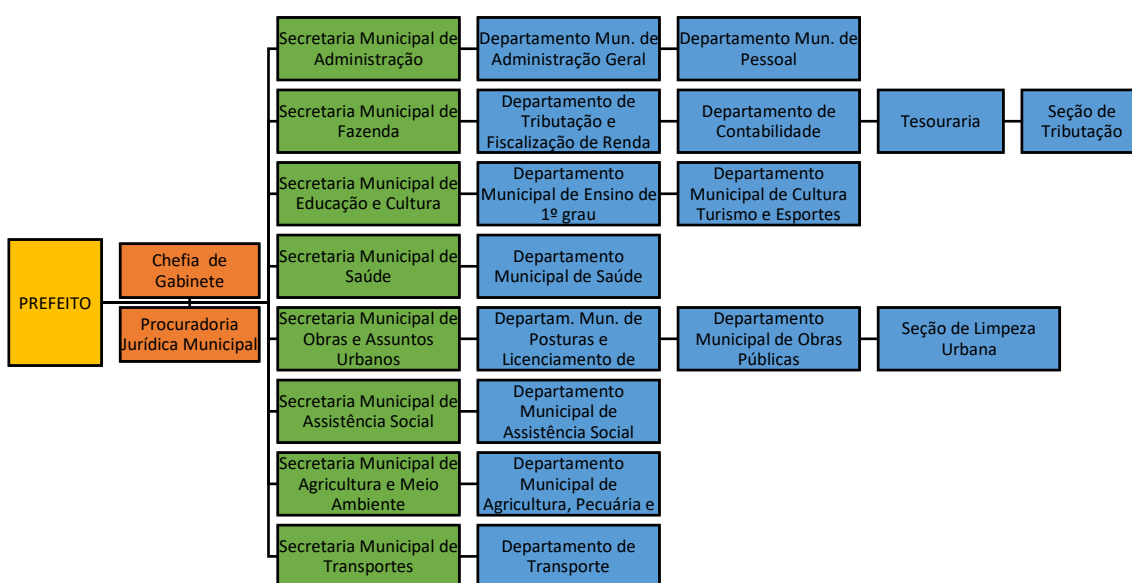 Secretaria Municipal de
Administração
Departamento Mun. de
Administração Geral
Departamento Mun. de
Pessoal
Secretaria Municipal de
Fazenda
Departamento de
Tributação e
Fiscalização de Renda
Departamento de
Contabilidade
Tesouraria
Seção de
Tributação
Secretaria Municipal de
Educação e Cultura
Departamento
Municipal de Ensino de
1º grau
Departamento
Municipal de Cultura
Turismo e Esportes
PREFEITO
Chefia de
Gabinete
Procuradoria
Jurídica Municipal
Secretaria Municipal de
Saúde
Departamento
Municipal de Saúde
Secretaria Municipal de
Obras e Assuntos
Urbanos
Departam. Mun. de
Posturas e
Licenciamento de
Departamento
Municipal de Obras
Públicas
Seção de Limpeza
Urbana
Secretaria Municipal de
Assistência Social
Departamento
Municipal de
Assistência Social
Secretaria Municipal de
Agricultura e Meio
Ambiente
Departamento
Municipal de
Agricultura, Pecuária e
Secretaria Municipal de
Transportes
Departamento de
Transporte